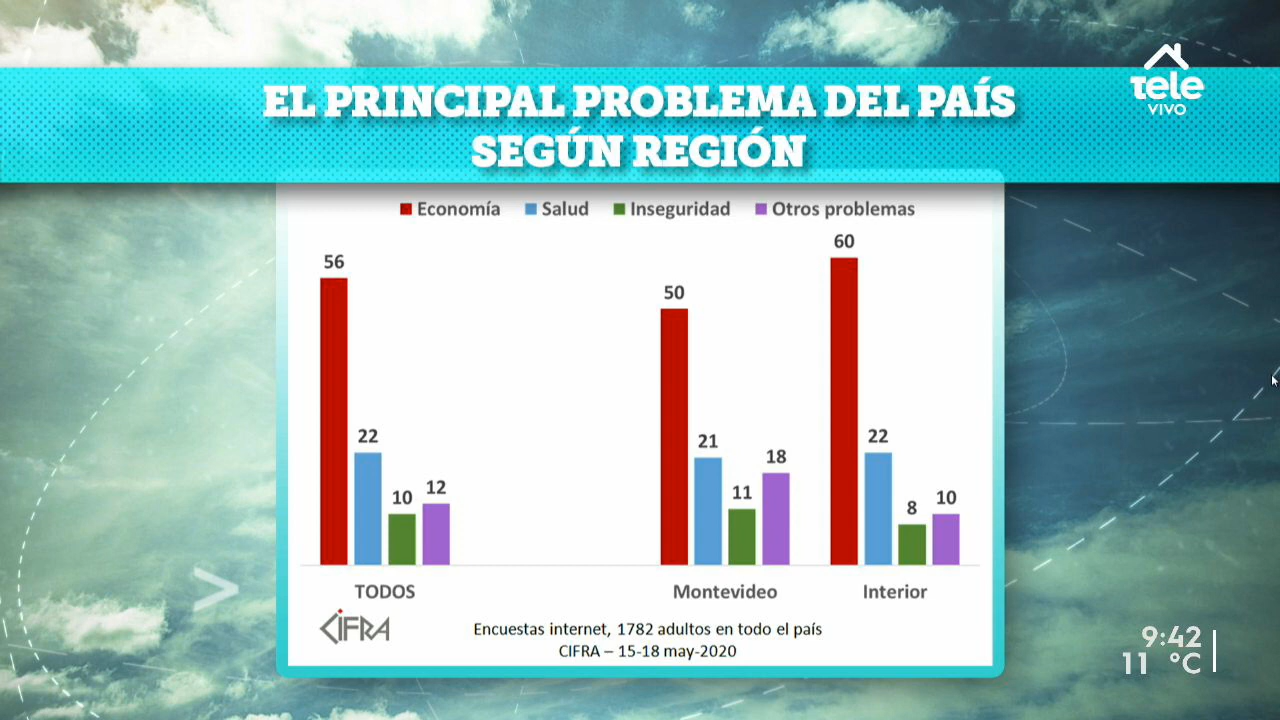 EL PRINCIPAL PROBLEMA DEL PAÍS
SEGÚN REGIÓN
tele
VIVO
Economía Salud Inseguridad Otros problemas
56 22 10 12
50 21 11 18
60 22 8 10
TODOS Montevideo Interior
CIFRA
Encuestas internet, 1782 adultos en todo el país
CIFRA – 15-18 may-2020
9:42
11 °C